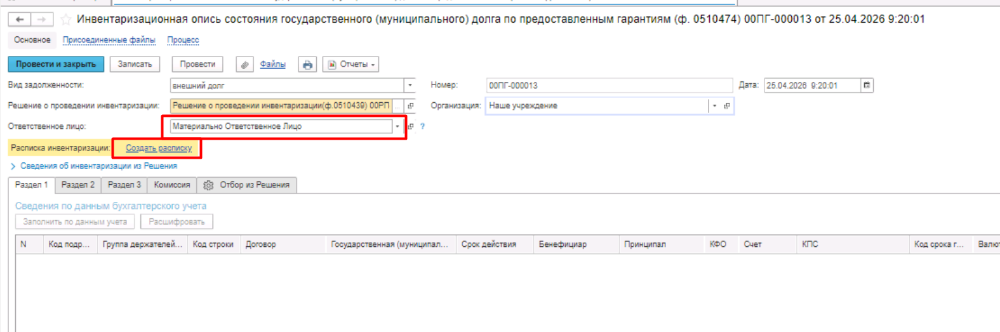 Инвентаризационная опись состояния государственного (муниципального) долга по предоставленным гарантиям (ф. 0510474) 00ПГ-000013 от 25.04.2026 9:20:01
Основное Присоединенные файлы Процесс
Провести и закрыть Записать Провести Файлы Отчеты
Вид задолженности: внешний долг Номер: 00ПГ-000013 Дата: 25.04.2026 9:20:01
Решение о проведении инвентаризации: Решение о проведении инвентаризации(ф.0510439) 00РП ... Организация: Наше учреждение
Ответственное лицо: Материально Ответственное Лицо ?
Расписка инвентаризации: Создать расписку
Сведения об инвентаризации из Решения
Раздел 1 Раздел 2 Раздел 3 Комиссия Отбор из Решения
Сведения по данным бухгалтерского учета
Заполнить по данным учета Расшифровать
N Код подр... Группа держателей... Код строки Договор Государственная (муниципал... Срок действия Бенефициар Принципал КФО Счет КПС Код срока г... Валют